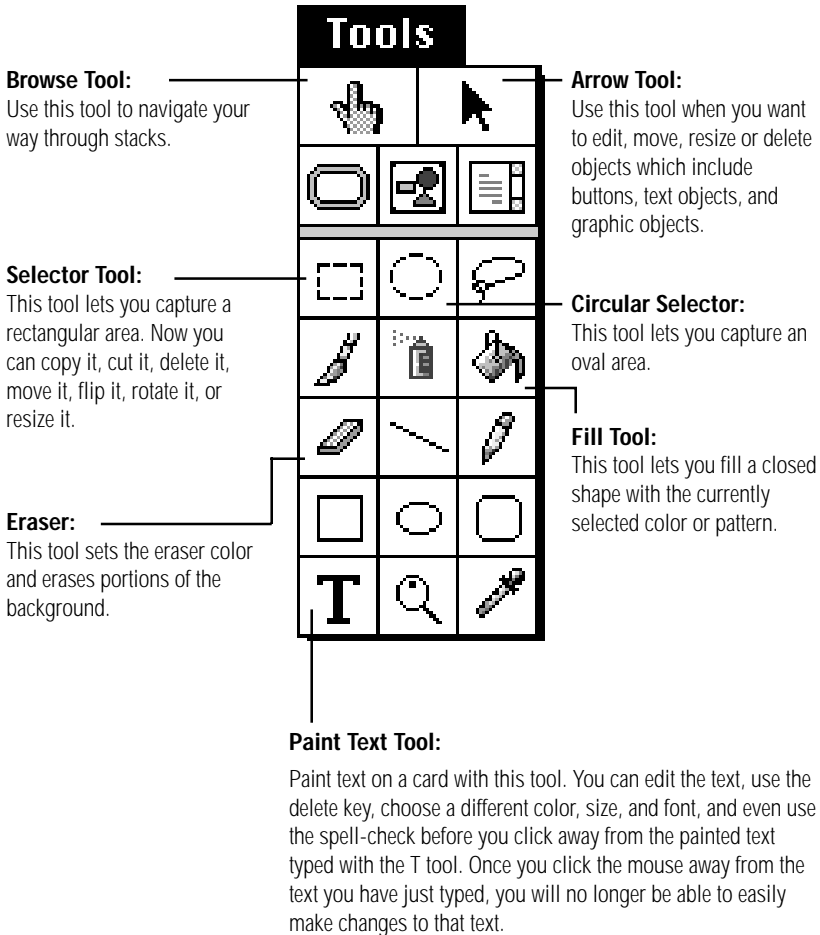 Tools
Browse Tool:
Use this tool to navigate your
way through stacks.
Arrow Tool:
Use this tool when you want
to edit, move, resize or delete
objects which include
buttons, text objects, and
graphic objects.
Selector Tool:
This tool lets you capture a
rectangular area. Now you
can copy it, cut it, delete it,
move it, flip it, rotate it, or
resize it.
Circular Selector:
This tool lets you capture an
oval area.
Fill Tool:
This tool lets you fill a closed
shape with the currently
selected color or pattern.
Eraser:
This tool sets the eraser color
and erases portions of the
background.
T
Paint Text Tool:
Paint text on a card with this tool. You can edit the text, use the
delete key, choose a different color, size, and font, and even use
the spell-check before you click away from the painted text
typed with the T tool. Once you click the mouse away from the
text you have just typed, you will no longer be able to easily
make changes to that text.